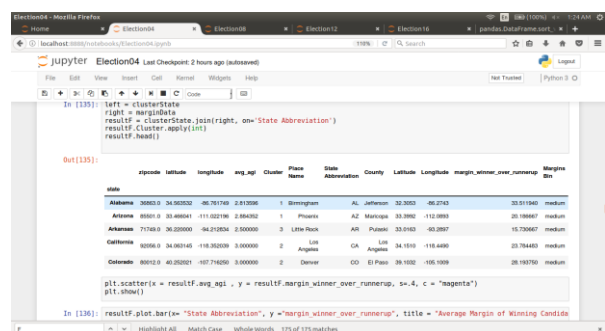 Election04 - Mozilla Firefox
En (100%) 1:24 AM
Home × Election04 × Election08 × Election12 × Election16 × pandas.DataFrame.sort_ × +
localhost:8888/notebooks/Election04.ipynb 110% Search
jupyter Election04 Last Checkpoint: 2 hours ago (autosaved) Logout
File Edit View Insert Cell Kernel Widgets Help Not Trusted Python 3 O
Code
In [135]: left = clusterState
right = marginData
resultF = clusterState.join(right, on='State Abbreviation')
resultF.Cluster.apply(int)
resultF.head()
Out[135]:
zipcode latitude longitude avg_agi Cluster Place Name State Abbreviation County Latitude Longitude margin_winner_over_runnerup Margins Bin
state
Alabama 36863.0 34.563532 -86.761749 2.813596 1 Birmingham AL Jefferson 32.3053 -86.2743 33.511940 medium
Arizona 85501.0 33.466041 -111.022196 2.884352 1 Phoenix AZ Maricopa 33.3992 -112.0893 20.189667 medium
Arkansas 71749.0 36.220000 -94.212834 2.500000 3 Little Rock AR Pulaski 33.0163 -93.2897 15.730667 medium
California 92056.0 34.063145 -118.352039 3.000000 2 Los Angeles CA Los Angeles 34.1510 -118.4490 23.784483 medium
Colorado 80012.0 40.252021 -107.716250 3.000000 2 Denver CO El Paso 39.1032 -105.1009 28.193750 medium
plt.scatter(x = resultF.avg_agi , y = resultF.margin_winner_over_runnerup, s=.4, c = "magenta")
plt.show()
In [136]: resultF.plot.bar(x= "State Abbreviation", y ="margin_winner_over_runnerup", title = "Average Margin of Winning Candida
F Highlight All Match Case Whole Words 175 of 175 matches